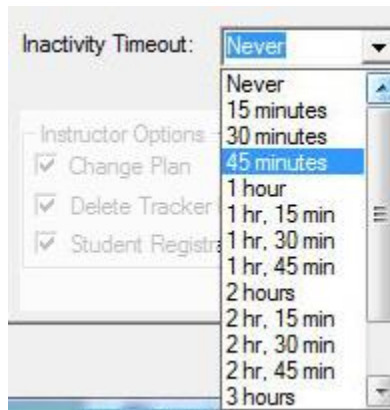 Inactivity Timeout: Never
Never
15 minutes
30 minutes
45 minutes
1 hour
1 hr, 15 min
1 hr, 30 min
1 hr, 45 min
2 hours
2 hr, 15 min
2 hr, 30 min
2 hr, 45 min
3 hours
Instructor Options
Change Plan
Delete Tracker
Student Registra